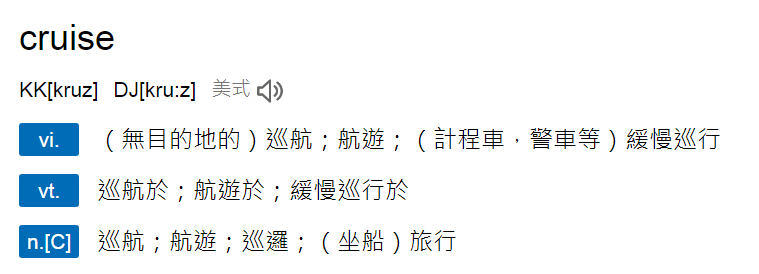 cruise
KK[kruz] DJ[kru:z] 美式
vi. （無目的地的）巡航；航遊；（計程車，警車等）緩慢巡行
vt. 巡航於；航遊於；緩慢巡行於
n.[C] 巡航；航遊；巡邏；（坐船）旅行